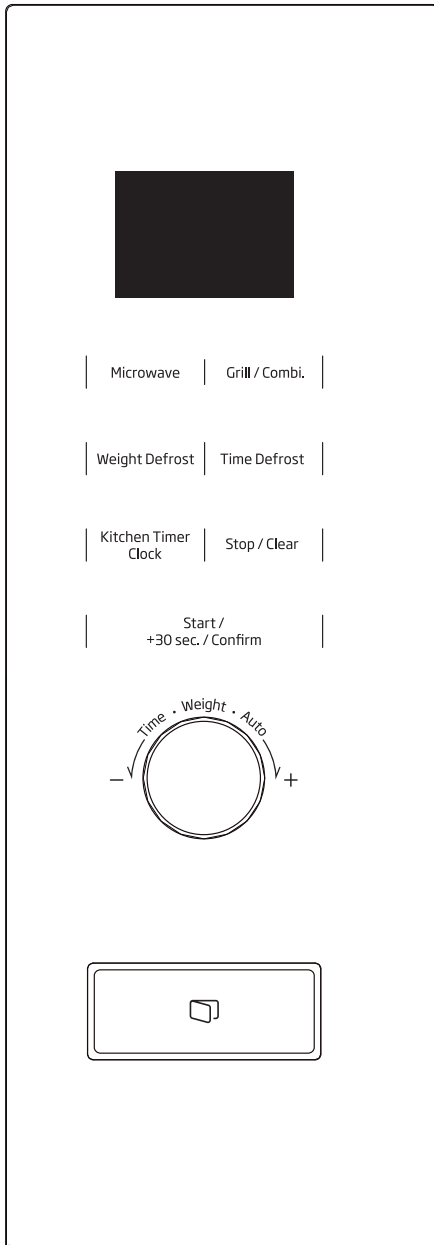 Microwave
Grill / Combi.
Weight Defrost
Time Defrost
Kitchen Timer
Clock
Stop / Clear
Start /
+30 sec. / Confirm
Time . Weight . Auto
− +